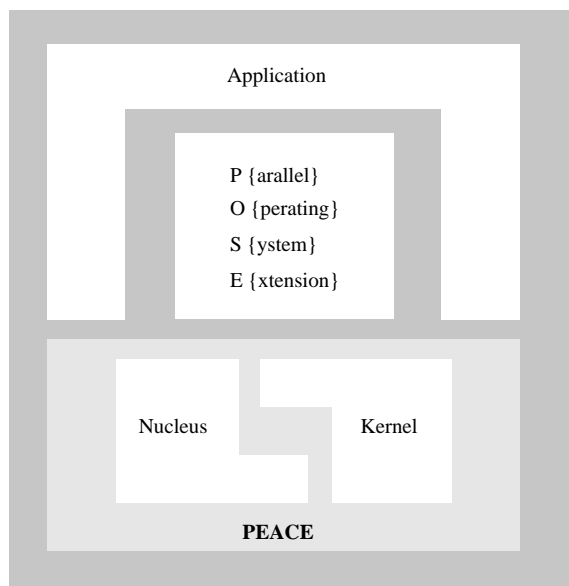 Application
P {arallel}
O {perating}
S {ystem}
E {xtension}
Nucleus
Kernel
PEACE